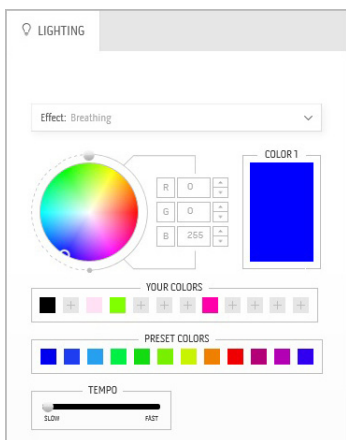 LIGHTING
Effect: Breathing
COLOR 1
R 0
G 0
B 255
YOUR COLORS
PRESET COLORS
TEMPO
SLOW FAST